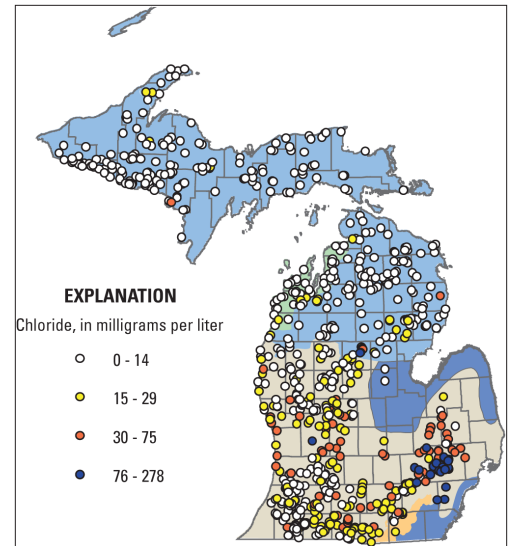 EXPLANATION
Chloride, in milligrams per liter
0 - 14
15 - 29
30 - 75
76 - 278